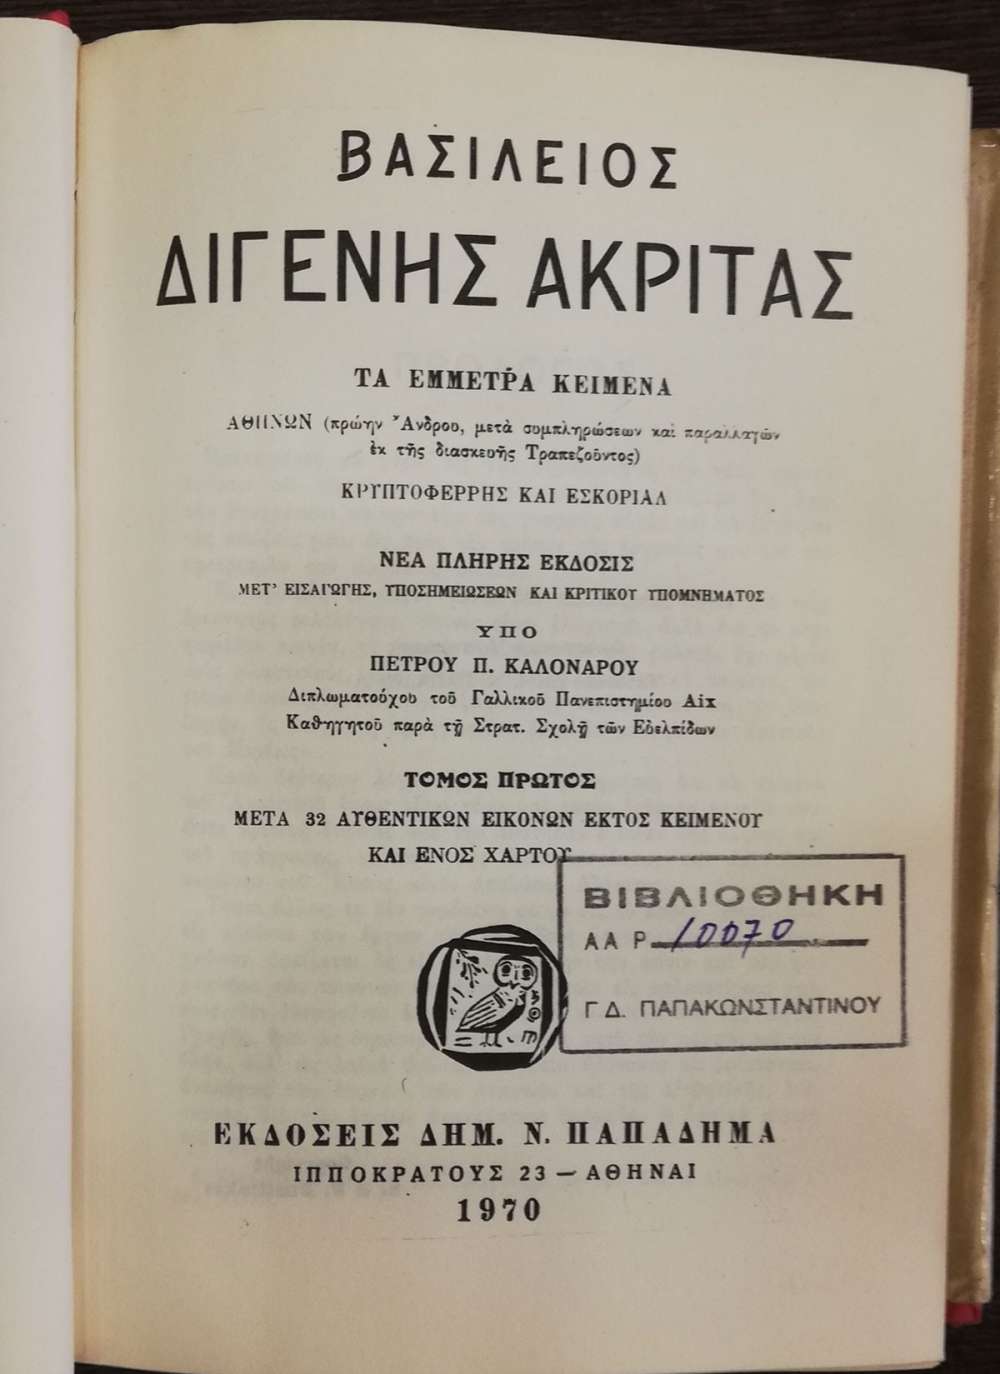 ΒΑΣΙΛΕΙΟΣ
ΔΙΓΕΝΗΣ ΑΚΡΙΤΑΣ
ΤΑ ΕΜΜΕΤΡΑ ΚΕΙΜΕΝΑ
ΑΘΗΝΩΝ (πρώην Ἄνδρου, μετὰ συμπληρώσεων καὶ παραλλαγῶν
ἐκ τῆς διασκευῆς Τραπεζοῦντος)
ΚΡΥΠΤΟΦΕΡΡΗΣ ΚΑΙ ΕΣΚΟΡΙΑΛ
ΝΕΑ ΠΛΗΡΗΣ ΕΚΔΟΣΙΣ
ΜΕΤ' ΕΙΣΑΓΩΓΗΣ, ΥΠΟΣΗΜΕΙΩΣΕΩΝ ΚΑΙ ΚΡΙΤΙΚΟΥ ΥΠΟΜΝΗΜΑΤΟΣ
ΥΠΟ
ΠΕΤΡΟΥ Π. ΚΑΛΟΝΑΡΟΥ
Διπλωματούχου τοῦ Γαλλικοῦ Πανεπιστημίου Aix
Καθηγητοῦ παρὰ τῇ Στρατ. Σχολῇ τῶν Εὐελπίδων
ΤΟΜΟΣ ΠΡΩΤΟΣ
ΜΕΤΑ 32 ΑΥΘΕΝΤΙΚΩΝ ΕΙΚΟΝΩΝ ΕΚΤΟΣ ΚΕΙΜΕΝΟΥ
ΚΑΙ ΕΝΟΣ ΧΑΡΤΟΥ
ΒΙΒΛΙΟΘΗΚΗ
ΑΑ Ρ 10070
Γ Δ. ΠΑΠΑΚΩΝΣΤΑΝΤΙΝΟΥ
ΕΚΔΟΣΕΙΣ ΔΗΜ. Ν. ΠΑΠΑΔΗΜΑ
ΙΠΠΟΚΡΑΤΟΥΣ 23 — ΑΘΗΝΑΙ
1970